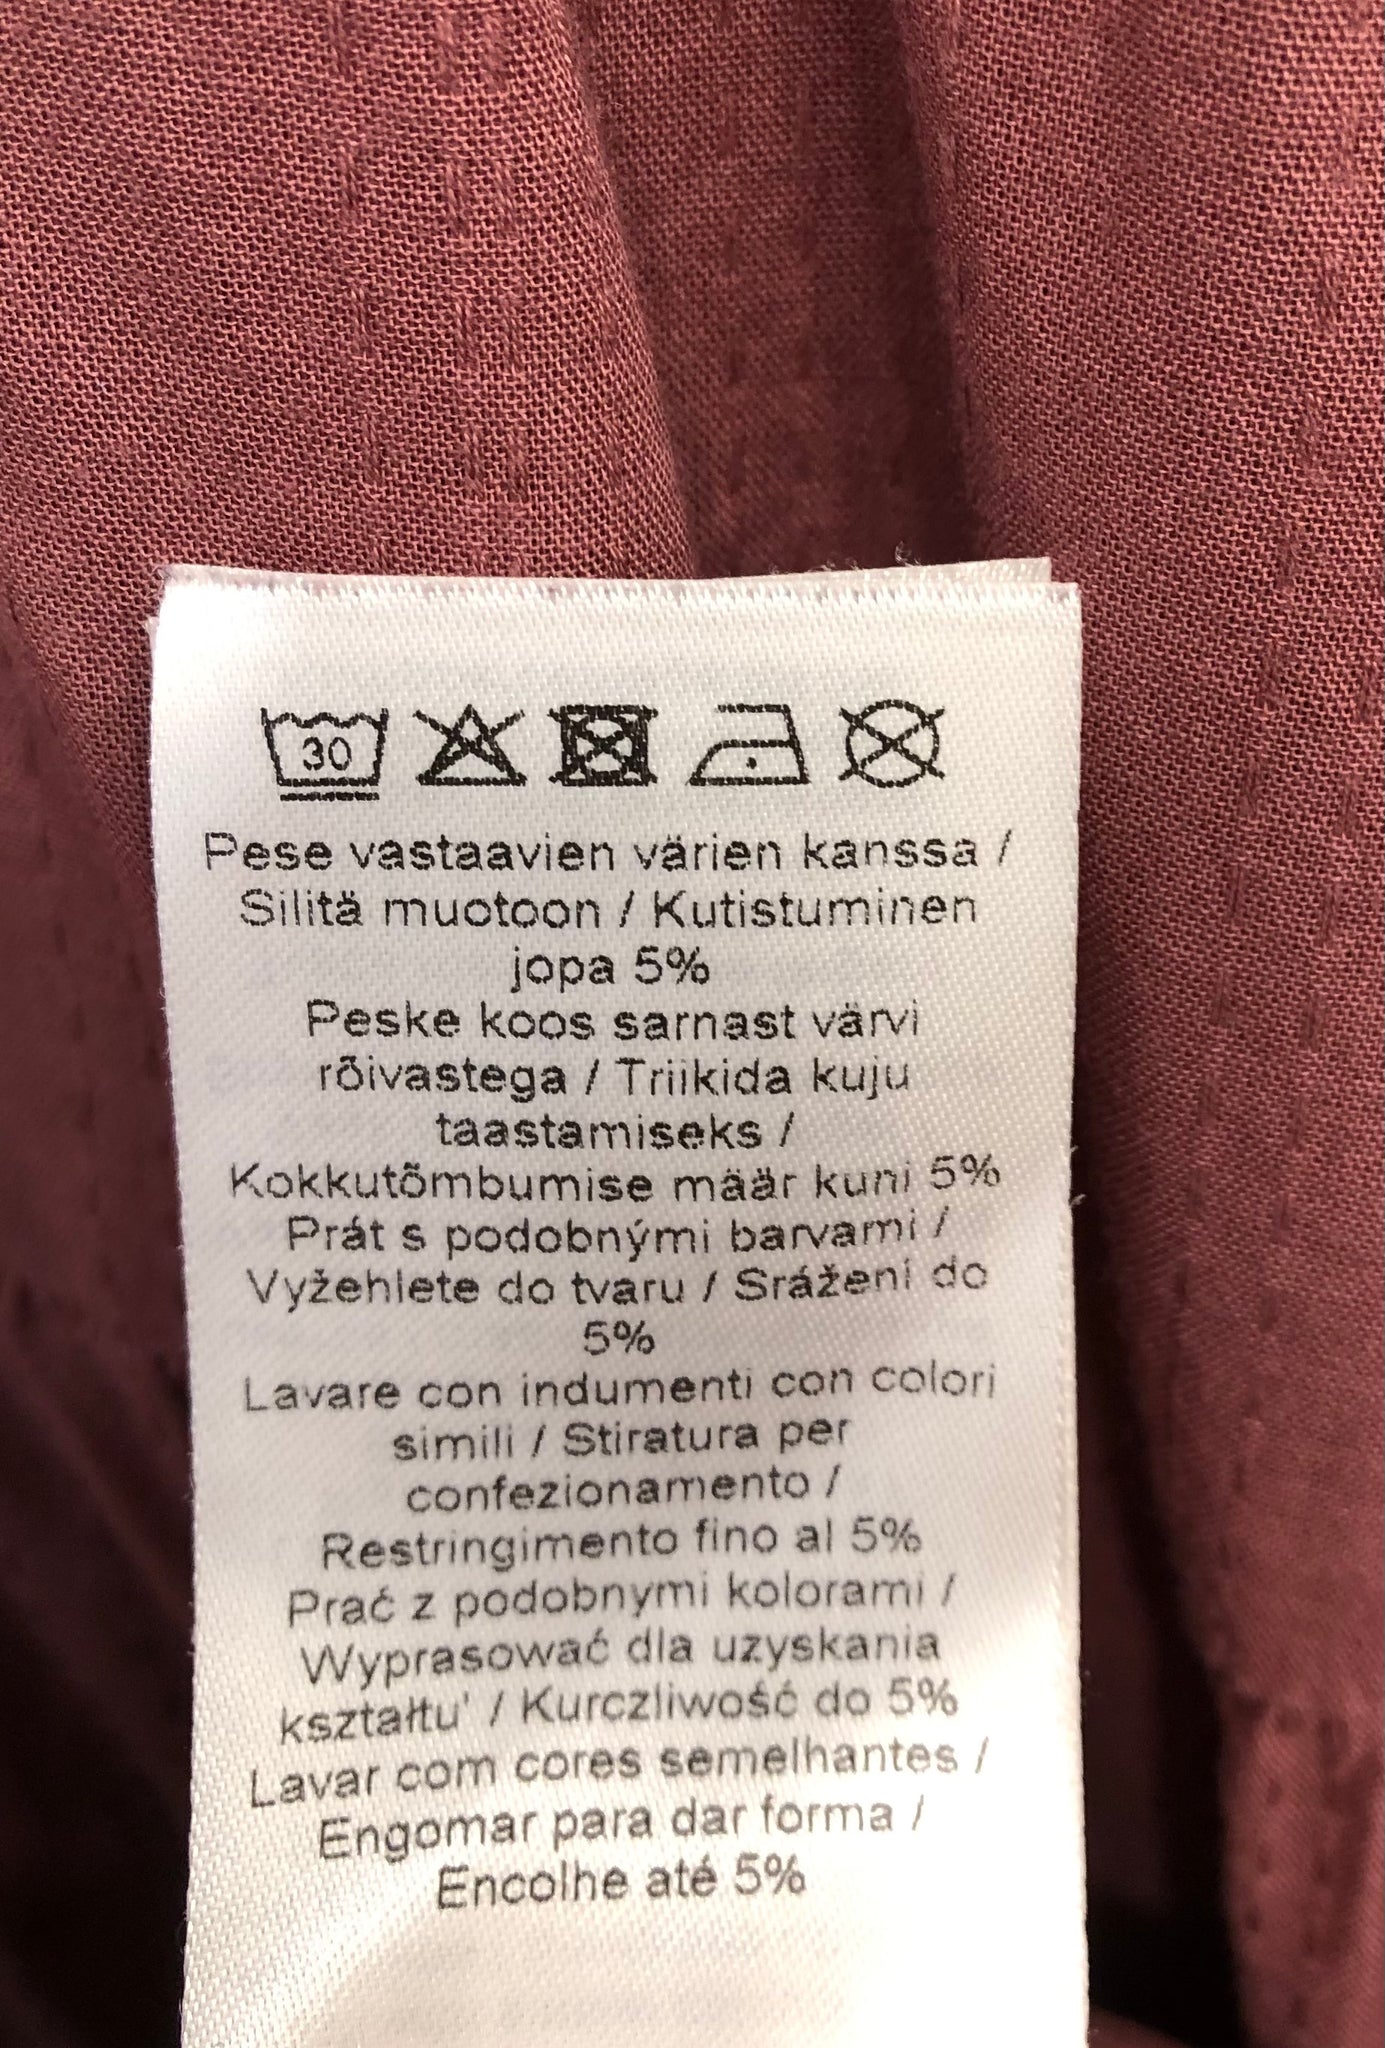 30
Pese vastaavien värien kanssa /
Silitä muotoon / Kutistuminen
jopa 5%
Peske koos sarnast värvi
rõivastega / Triikida kuju
taastamiseks /
Kokkutõmbumise määr kuni 5%
Prát s podobnými barvami /
Vyžehlete do tvaru / Srážení do
5%
Lavare con indumenti con colori
simili / Stiratura per
confezionamento /
Restringimento fino al 5%
Prać z podobnymi kolorami /
Wyprasować dla uzyskania
kształtu' / Kurczliwość do 5%
Lavar com cores semelhantes /
Engomar para dar forma /
Encolhe até 5%